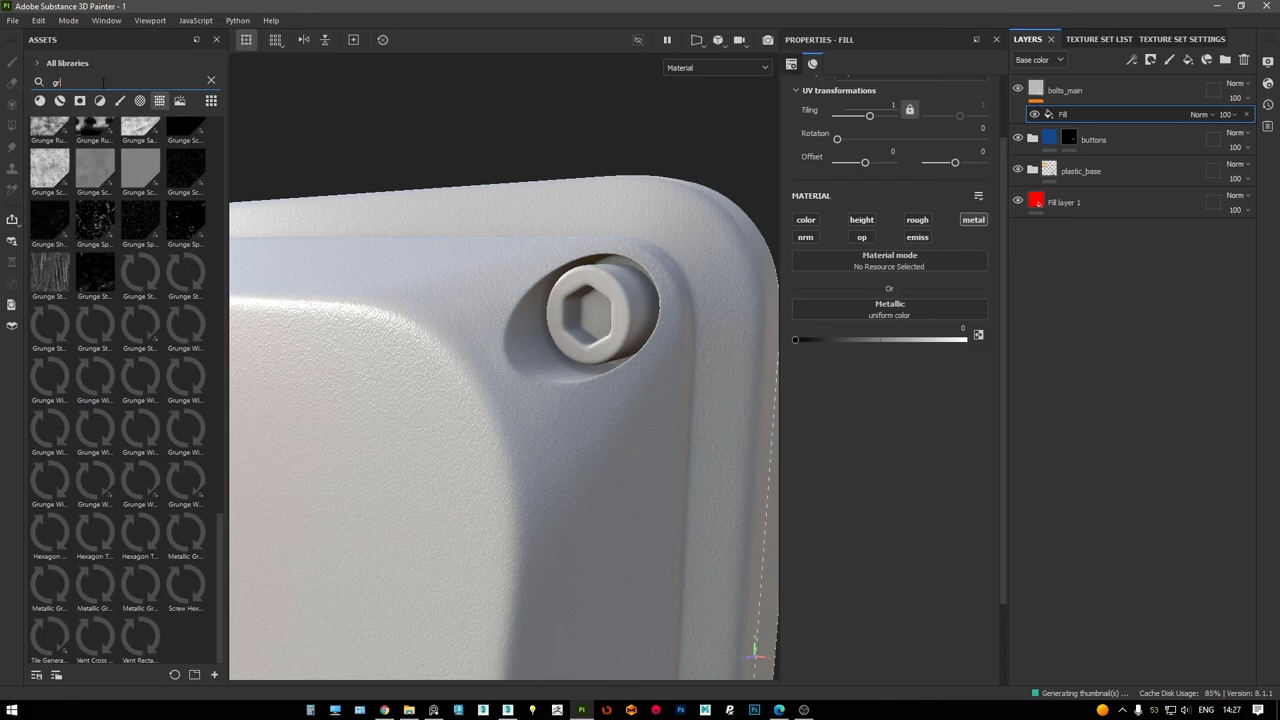 Adobe Substance 3D Painter - 1
File Edit Mode Window Viewport JavaScript Python Help
ASSETS
All libraries
gr
Grunge Ru... Grunge Ru... Grunge Sa... Grunge Sc...
Grunge Sc... Grunge Sc... Grunge Sc... Grunge Sc...
Grunge Sh... Grunge Sp... Grunge Sp... Grunge Sp...
Grunge St... Grunge St... Grunge St... Grunge St...
Grunge St... Grunge St... Grunge St... Grunge Wi...
Grunge Wi... Grunge Wi... Grunge Wi... Grunge Wi...
Grunge Wi... Grunge W... Grunge W... Grunge W...
Grunge W... Grunge W... Grunge W... Grunge W...
Hexagon ... Hexagon T... Hexagon T... Metallic Gr...
Metallic Gr... Metallic Gr... Metallic Gr... Screw Hex...
Tile Genera... Vent Cross ... Vent Recta...
Material
PROPERTIES - FILL
UV transformations
Tiling 1 1
Rotation 0
Offset 0 0
MATERIAL
color height rough metal
nrm op emiss
Material mode
No Resource Selected
Or
Metallic
uniform color
0
LAYERS TEXTURE SET LIST TEXTURE SET SETTINGS
Base color
bolts_main Norm
100
Fill Norm 100
buttons Norm
100
plastic_base Norm
100
Fill layer 1 Norm
100
Y
Generating thumbnail(s) ... Cache Disk Usage: 85% | Version: 8.1.1
53 ENG 14:27